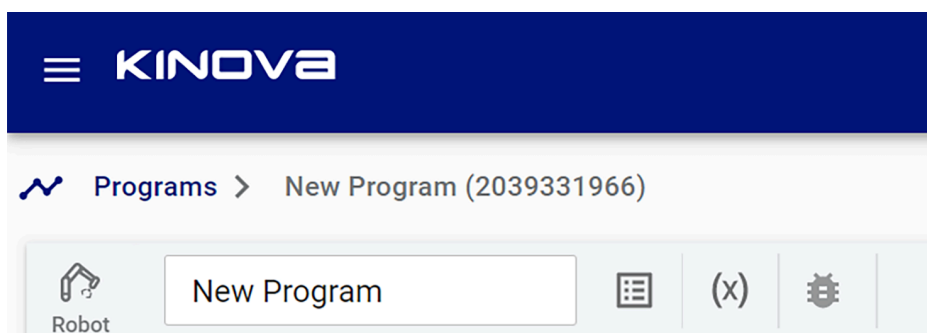 KINOVA
Programs > New Program (2039331966)
New Program
(x)
Robot